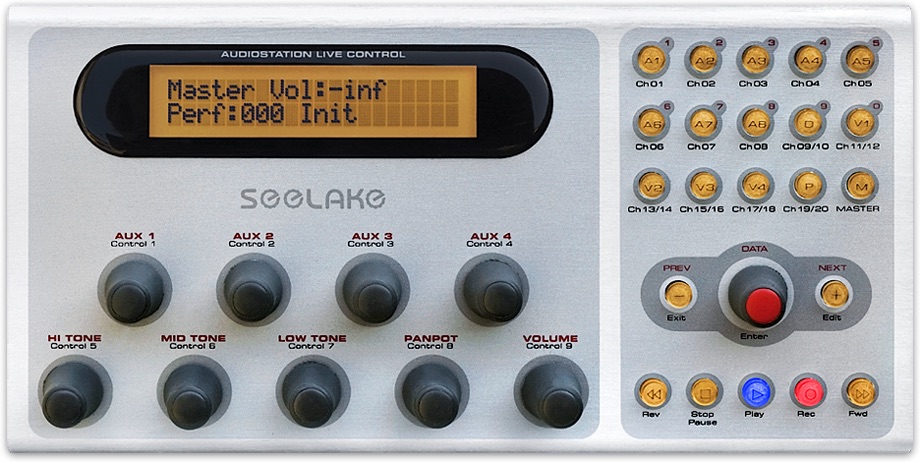 AUDIOSTATION LIVE CONTROL
Master Vol:-inf
Perf:000 Init
SEELAKE
AUX 1 AUX 2 AUX 3 AUX 4
Control 1 Control 2 Control 3 Control 4
HI TONE MID TONE LOW TONE PANPOT VOLUME
Control 5 Control 6 Control 7 Control 8 Control 9
1 2 3 4 5
A1 A2 A3 A4 A5
Ch01 Ch02 Ch03 Ch04 Ch05
6 7 8 9 0
A6 A7 A8 D V1
Ch06 Ch07 Ch08 Ch09/10 Ch11/12
V2 V3 V4 P M
Ch13/14 Ch15/16 Ch17/18 Ch19/20 MASTER
DATA
PREV NEXT
- +
Exit Edit
Enter
Rev Stop Play Rec Fwd
Pause